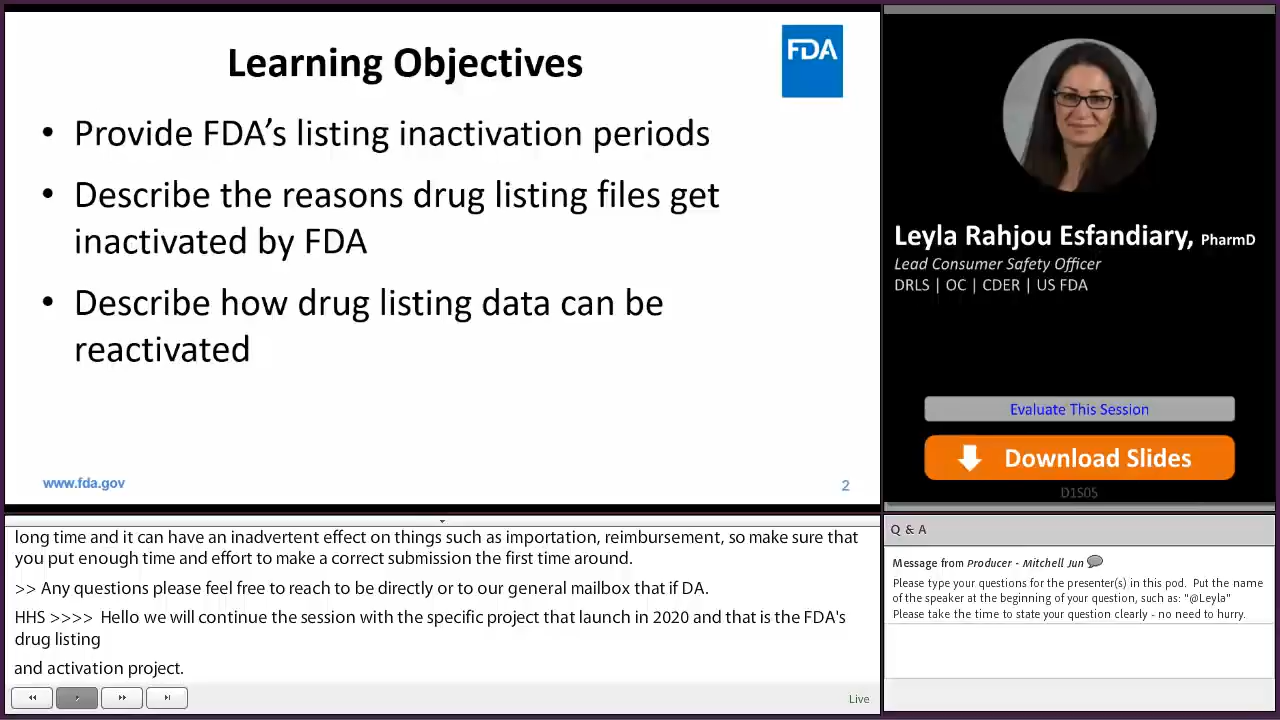 Learning Objectives
FDA
• Provide FDA’s listing inactivation periods
• Describe the reasons drug listing files get
inactivated by FDA
• Describe how drug listing data can be
reactivated
www.fda.gov
2
Leyla Rahjou Esfandiary, PharmD
Lead Consumer Safety Officer
DRLS | OC | CDER | US FDA
Evaluate This Session
Download Slides
D1S05
long time and it can have an inadvertent effect on things such as importation, reimbursement, so make sure that
you put enough time and effort to make a correct submission the first time around.
>> Any questions please feel free to reach to be directly or to our general mailbox that if DA.
HHS >>>> Hello we will continue the session with the specific project that launch in 2020 and that is the FDA's
drug listing
and activation project.
Live
Q & A
Message from Producer - Mitchell Jun
Please type your questions for the presenter(s) in this pod. Put the name
of the speaker at the beginning of your question, such as: "@Leyla"
Please take the time to state your question clearly - no need to hurry.